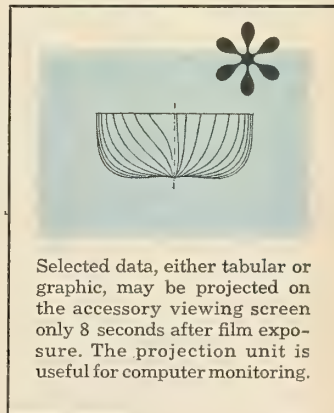 Selected data, either tabular or
graphic, may be projected on
the accessory viewing screen
only 8 seconds after film expo-
sure. The projection unit is
useful for computer monitoring.